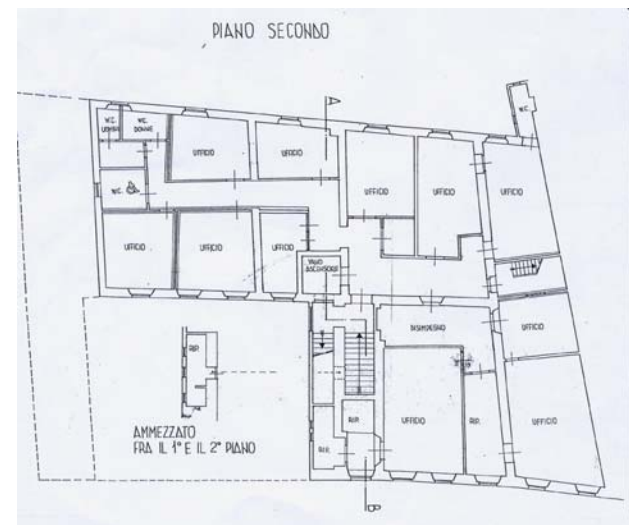 PIANO SECONDO
A
W.C.
UOMINI
W.C.
DONNE
W.C.
UFFICIO
UFFICIO
UFFICIO
UFFICIO
UFFICIO
W.C.
UFFICIO
UFFICIO
UFFICIO
VANO
ASCENSORE
DISIMPEGNO
UFFICIO
RIP.
UFFICIO
RIP.
RIP.
UFFICIO
RIP.
AMMEZZATO
FRA IL 1° E IL 2° PIANO
B